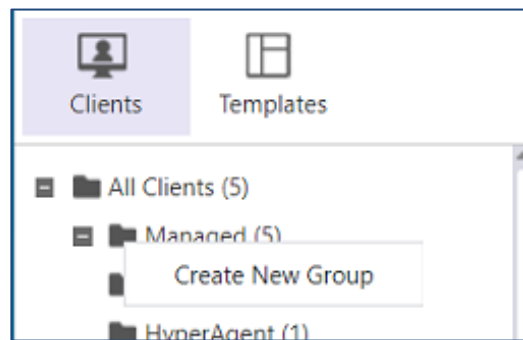 Clients
Templates
All Clients (5)
Managed (5)
Create New Group
HyperAgent (1)